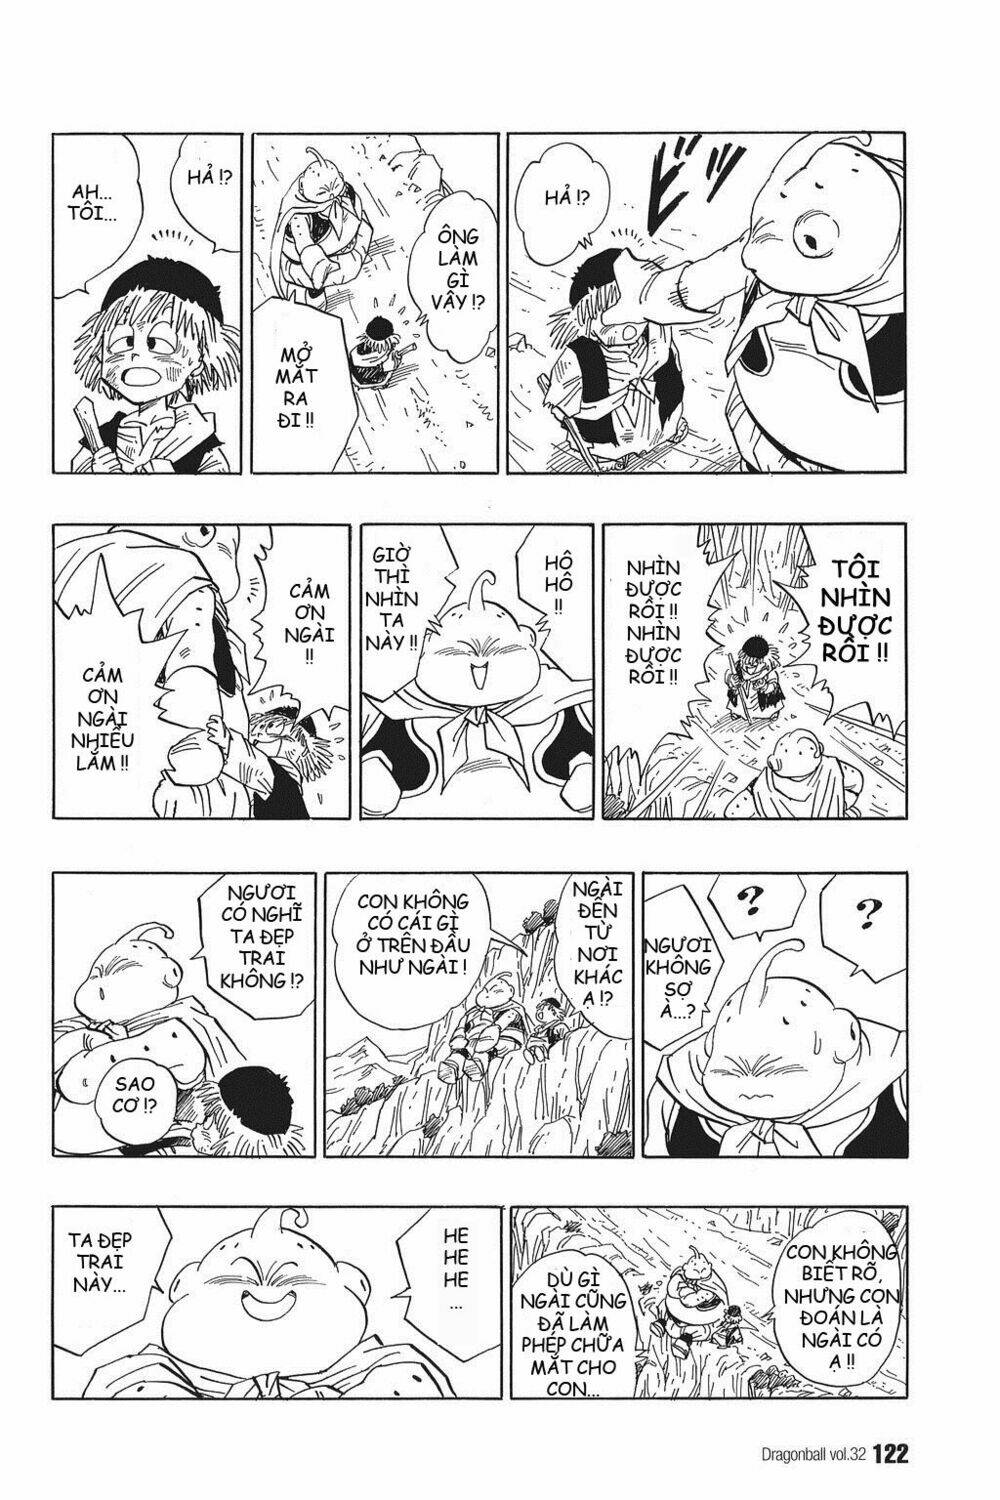 HẢ !?
ÔNG
LÀM
GÌ
VẬY !?
MỞ
MẮT
RA
ĐI !!
HẢ !?
AH...
TÔI...
TÔI
NHÌN
ĐƯỢC
RỒI !!
NHÌN
ĐƯỢC
RỒI !!
NHÌN
ĐƯỢC
RỒI !!
HÔ
HÔ
!!
GIỜ
THÌ
NHÌN
TA
NÀY !!
CẢM
ƠN
NGÀI
!!
CẢM
ƠN
NGÀI
NHIỀU
LẮM !!
?
?
NGƯƠI
KHÔNG
SỢ
À...?
NGÀI
ĐẾN
TỪ
NƠI
KHÁC
Ạ !?
CON KHÔNG
CÓ CÁI GÌ
Ở TRÊN ĐẦU
NHƯ NGÀI !
NGƯƠI
CÓ NGHĨ
TA ĐẸP
TRAI
KHÔNG !?
SAO
CƠ !?
CON KHÔNG
BIẾT RÕ,
NHƯNG CON
ĐOÁN LÀ
NGÀI CÓ
Ạ !!
DÙ GÌ
NGÀI CŨNG
ĐÃ LÀM
PHÉP CHỮA
MẮT CHO
CON...
HE
HE
HE
...
TA ĐẸP
TRAI
NÀY...
Dragonball vol.32 122